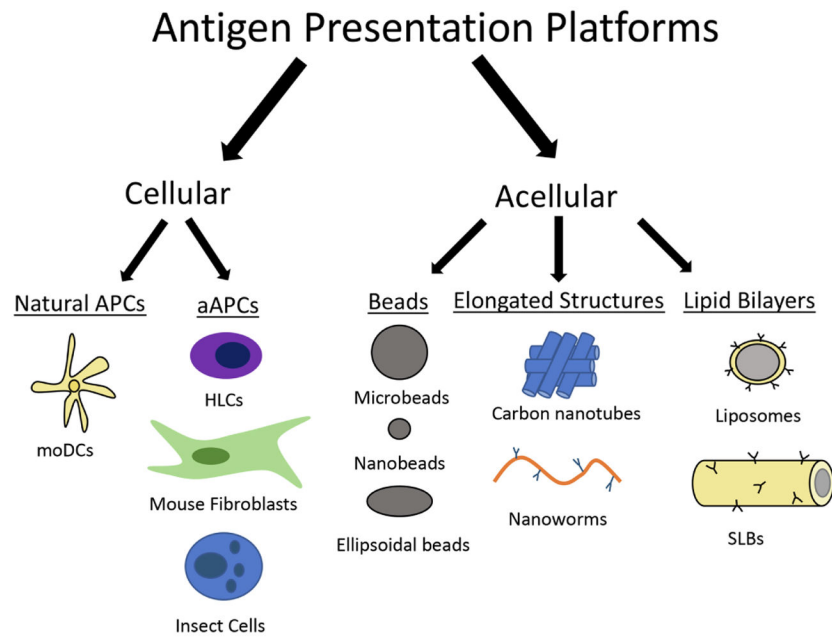 Antigen Presentation Platforms
Cellular
Acellular
Natural APCs
aAPCs
Beads
Elongated Structures
Lipid Bilayers
moDCs
HLCs
Mouse Fibroblasts
Insect Cells
Microbeads
Nanobeads
Ellipsoidal beads
Carbon nanotubes
Nanoworms
Liposomes
SLBs